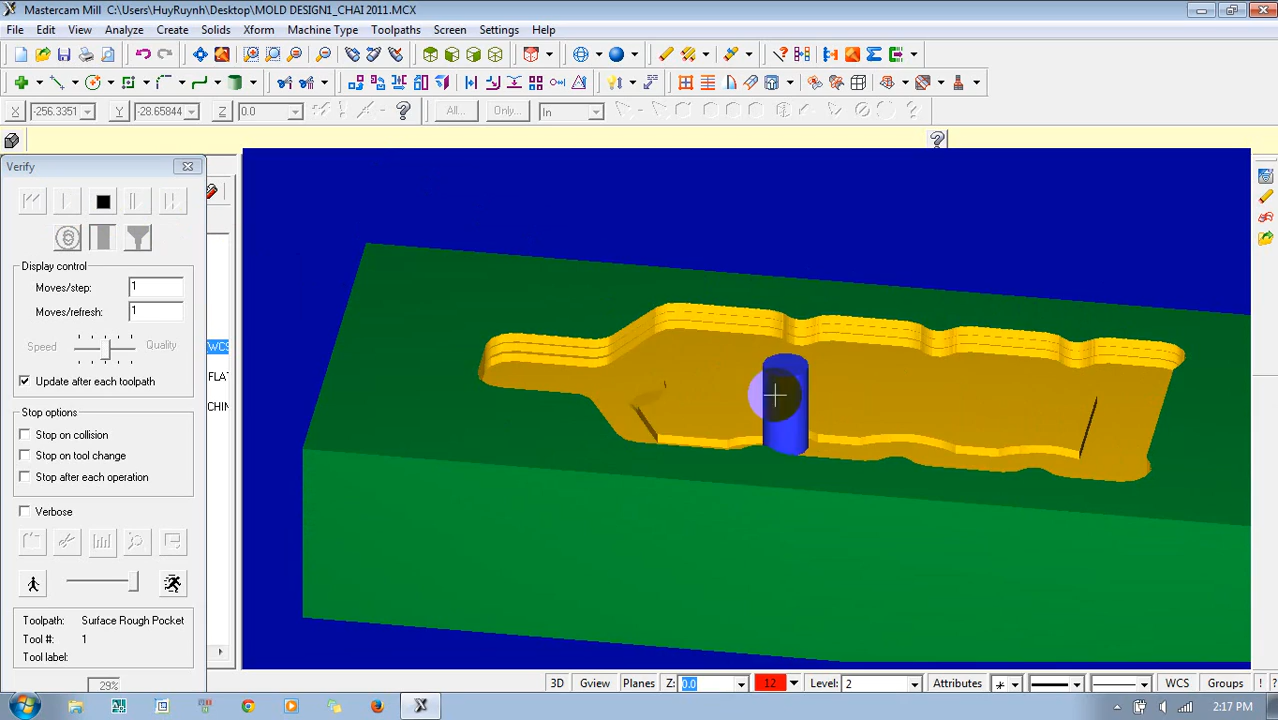 Mastercam Mill C:\Users\HuyRuynh\Desktop\MOLD DESIGN1_CHAI 2011.MCX
File Edit View Analyze Create Solids Xform Machine Type Toolpaths Screen Settings Help
X -256.3351 Y -28.65844 Z 0.0 All... Only... In
Verify
WCS
FLAT
CHIN
Display control
Moves/step: 1
Moves/refresh: 1
Speed Quality
Update after each toolpath
Stop options
Stop on collision
Stop on tool change
Stop after each operation
Verbose
Toolpath: Surface Rough Pocket
Tool #: 1
Tool label:
29%
3D Gview Planes Z: 0.0 12 Level: 2 Attributes WCS Groups ! ?
2:17 PM